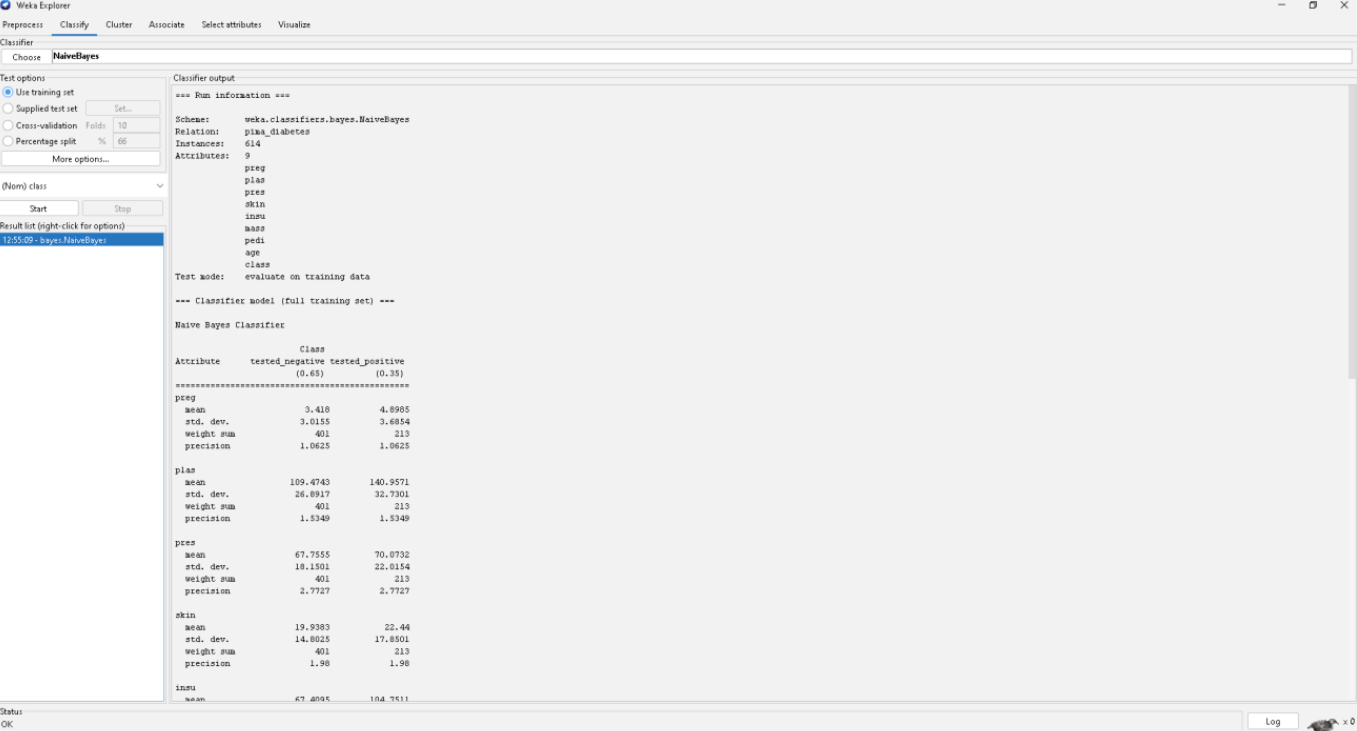 Weka Explorer
Preprocess Classify Cluster Associate Select attributes Visualize
Classifier
Choose NaiveBayes
Test options
Use training set
Supplied test set Set...
Cross-validation Folds 10
Percentage split % 66
More options...
(Nom) class
Start Stop
Result list (right-click for options)
12:55:09 - bayes.NaiveBayes
Classifier output
=== Run information ===
Scheme: weka.classifiers.bayes.NaiveBayes
Relation: pima_diabetes
Instances: 614
Attributes: 9
preg
plas
pres
skin
insu
mass
pedi
age
class
Test mode: evaluate on training data
=== Classifier model (full training set) ===
Naive Bayes Classifier
Class
Attribute tested_negative tested_positive
(0.65) (0.35)
===============================================
preg
mean 3.418 4.8985
std. dev. 3.0155 3.6854
weight sum 401 213
precision 1.0625 1.0625
plas
mean 109.4743 140.9571
std. dev. 26.8917 32.7301
weight sum 401 213
precision 1.5349 1.5349
pres
mean 67.7555 70.0732
std. dev. 18.1501 22.0154
weight sum 401 213
precision 2.7727 2.7727
skin
mean 19.9383 22.44
std. dev. 14.8025 17.8501
weight sum 401 213
precision 1.98 1.98
insu
mean 67.4095 104.7511
Status
OK
Log x 0